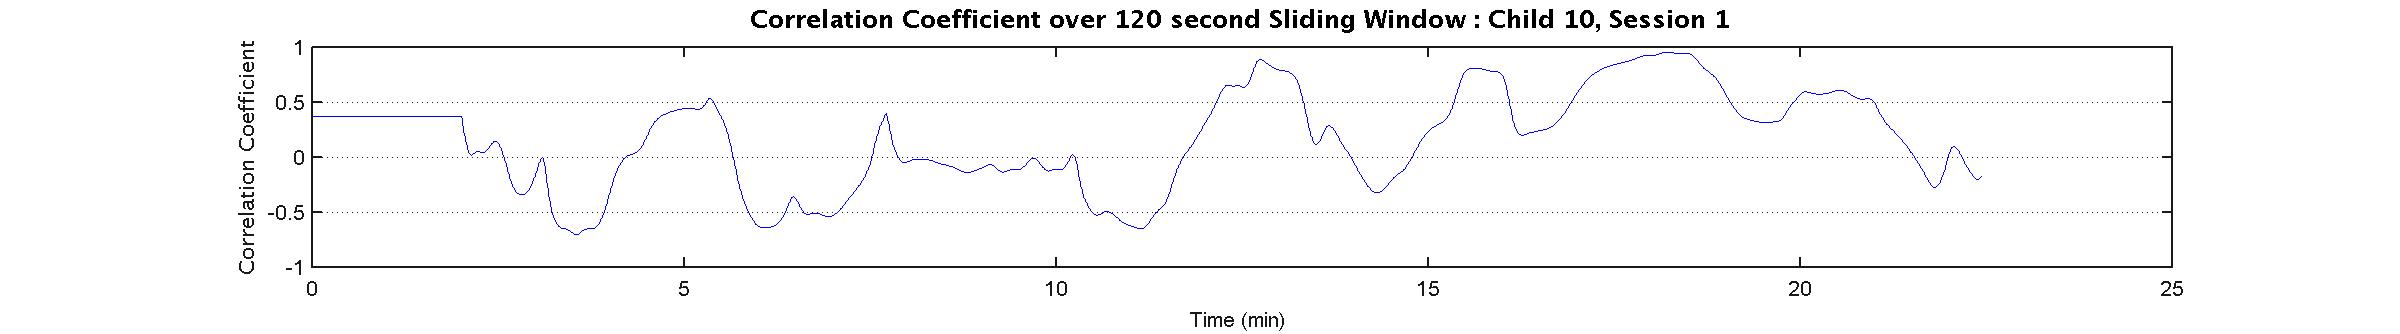 Correlation Coefficient over 120 second Sliding Window : Child 10, Session 1
Correlation Coefficient
1
0.5
0
-0.5
-1
0 5 10 15 20 25
Time (min)